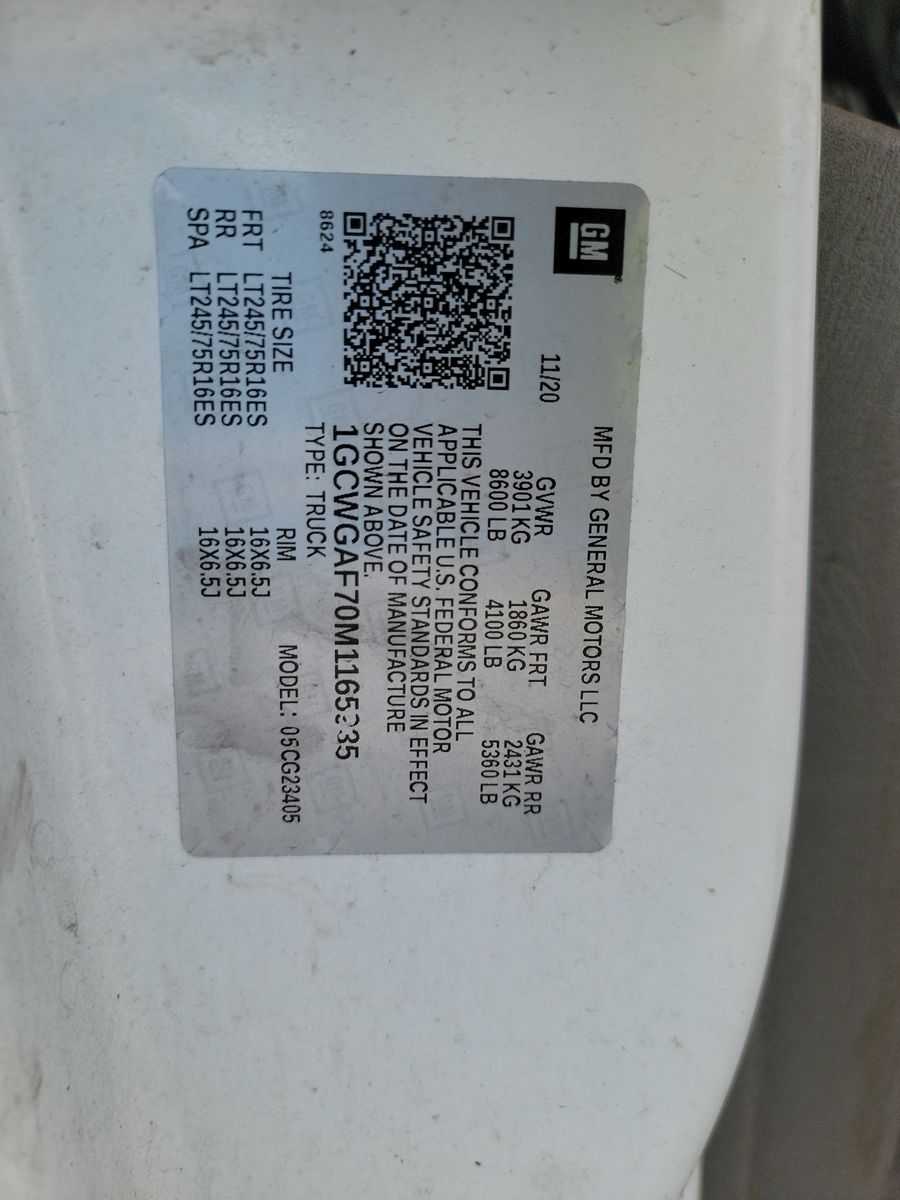 GM
MFD BY GENERAL MOTORS LLC
11/20
GVWR GAWR FRT GAWR RR
3901 KG 1860 KG 2431 KG
8600 LB 4100 LB 5360 LB
THIS VEHICLE CONFORMS TO ALL
APPLICABLE U.S. FEDERAL MOTOR
VEHICLE SAFETY STANDARDS IN EFFECT
ON THE DATE OF MANUFACTURE
SHOWN ABOVE.
8624
TYPE: TRUCK
MODEL: 05CG23405
TIRE SIZE RIM
FRT LT245/75R16ES 16X6.5J
RR LT245/75R16ES 16X6.5J
SPA LT245/75R16ES 16X6.5J